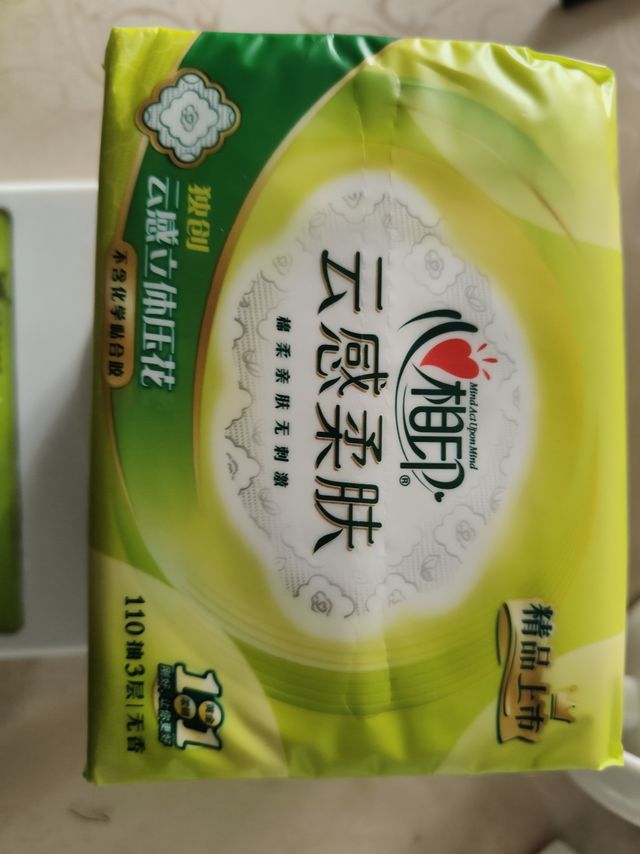 心相印®
Mind Act Upon Mind
云感柔肤
棉柔亲肤无刺激
精品上市
独创
云感立体压花
不含化学贴合胶
110抽3层|无香